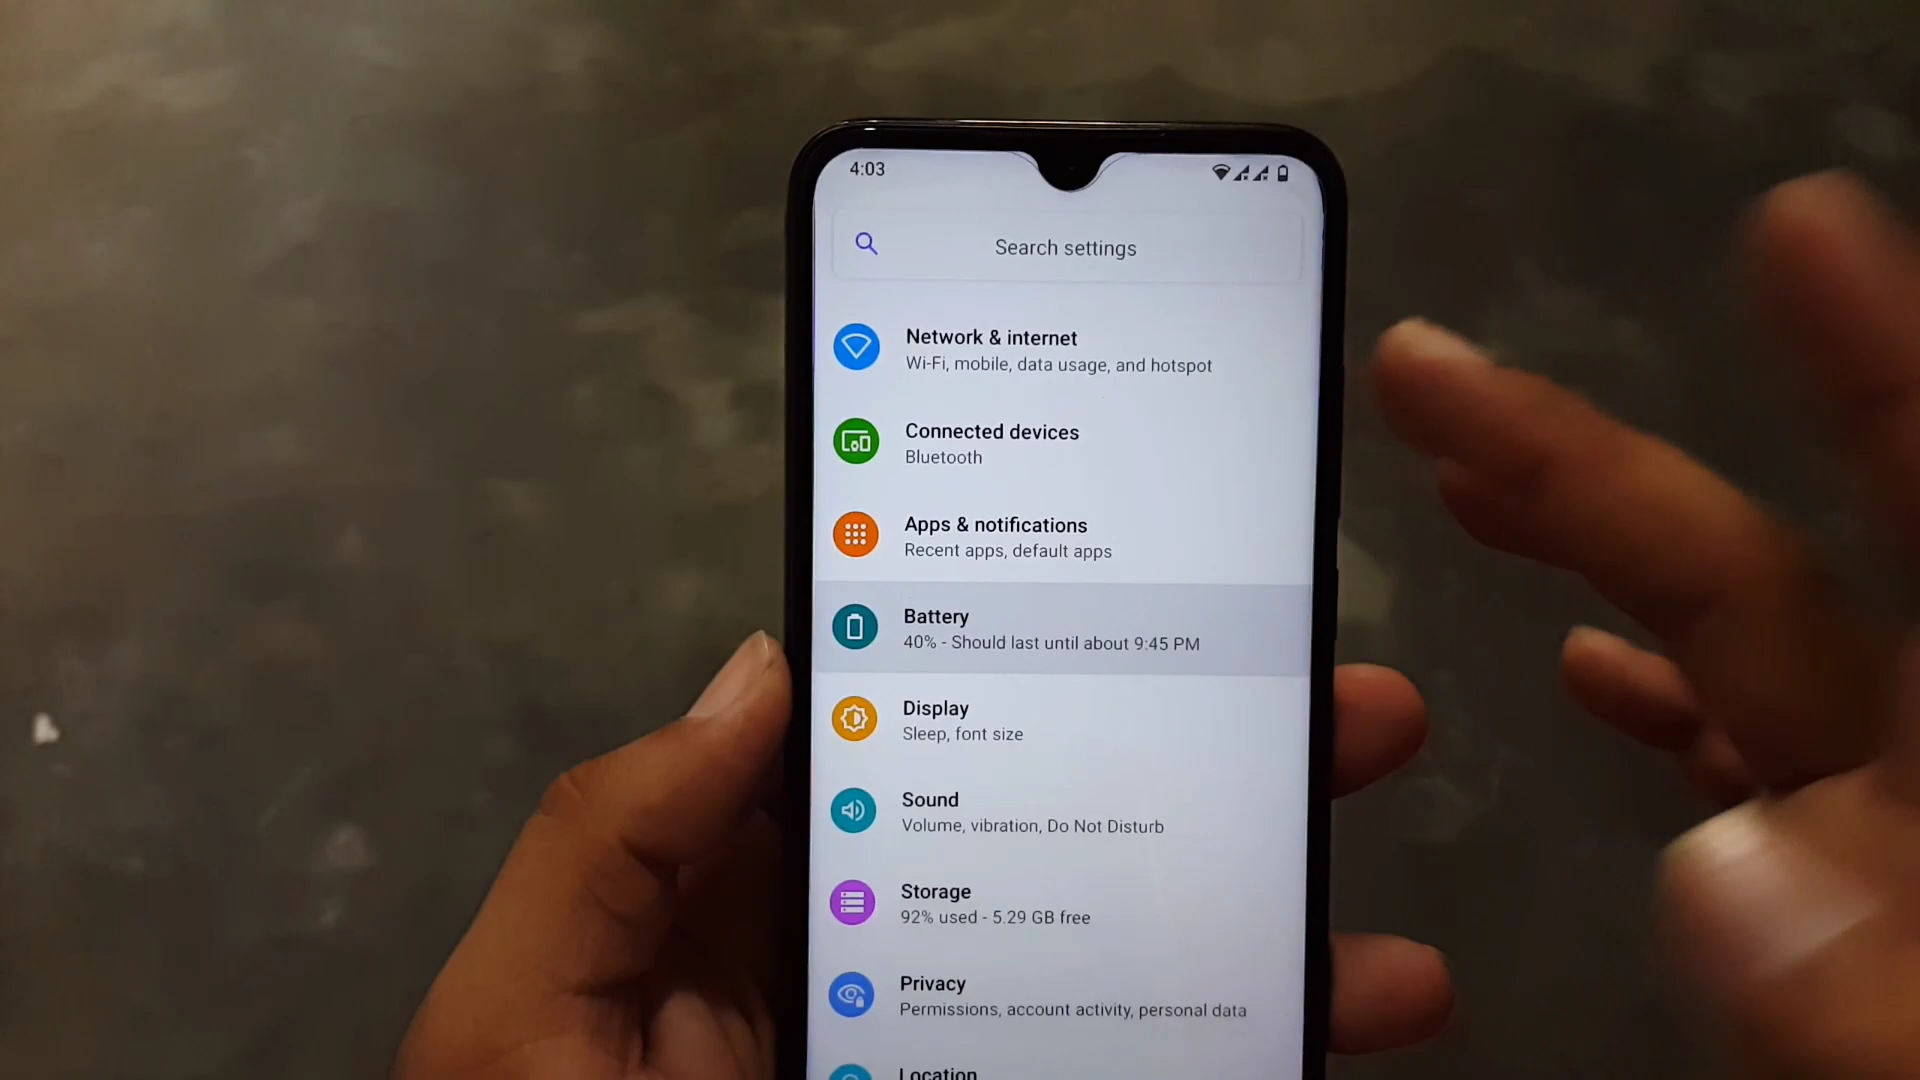 4:03
Search settings
Network & internet
Wi-Fi, mobile, data usage, and hotspot
Connected devices
Bluetooth
Apps & notifications
Recent apps, default apps
Battery
40% - Should last until about 9:45 PM
Display
Sleep, font size
Sound
Volume, vibration, Do Not Disturb
Storage
92% used - 5.29 GB free
Privacy
Permissions, account activity, personal data
Location